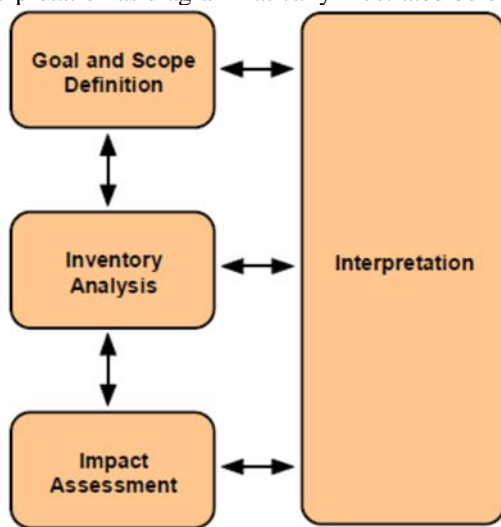 Goal and Scope
Definition
Inventory
Analysis
Interpretation
Impact
Assessment